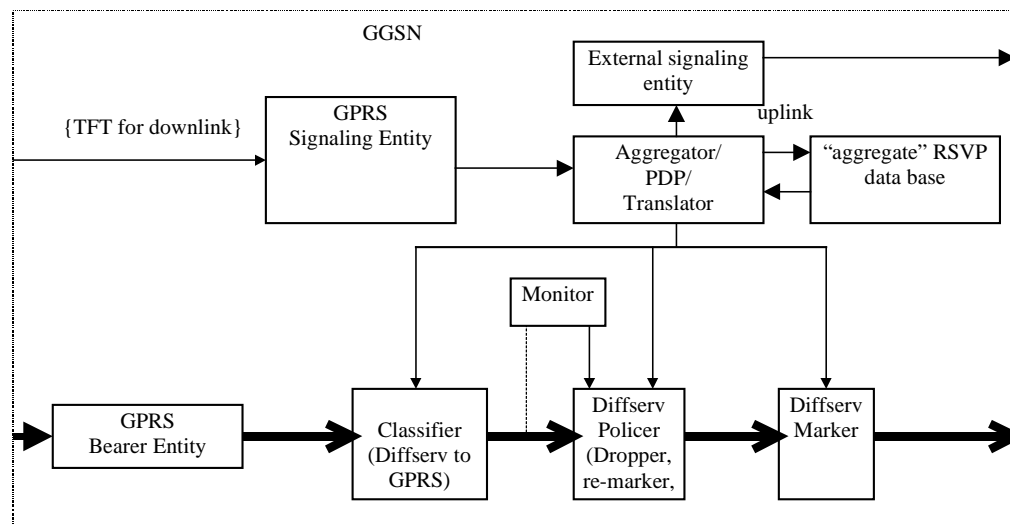 GGSN
External signaling
entity
{TFT for downlink}
GPRS
Signaling Entity
uplink
Aggregator/
PDP/
Translator
“aggregate” RSVP
data base
Monitor
GPRS
Bearer Entity
Classifier
(Diffserv to
GPRS)
Diffserv
Policer
(Dropper,
re-marker,
Diffserv
Marker